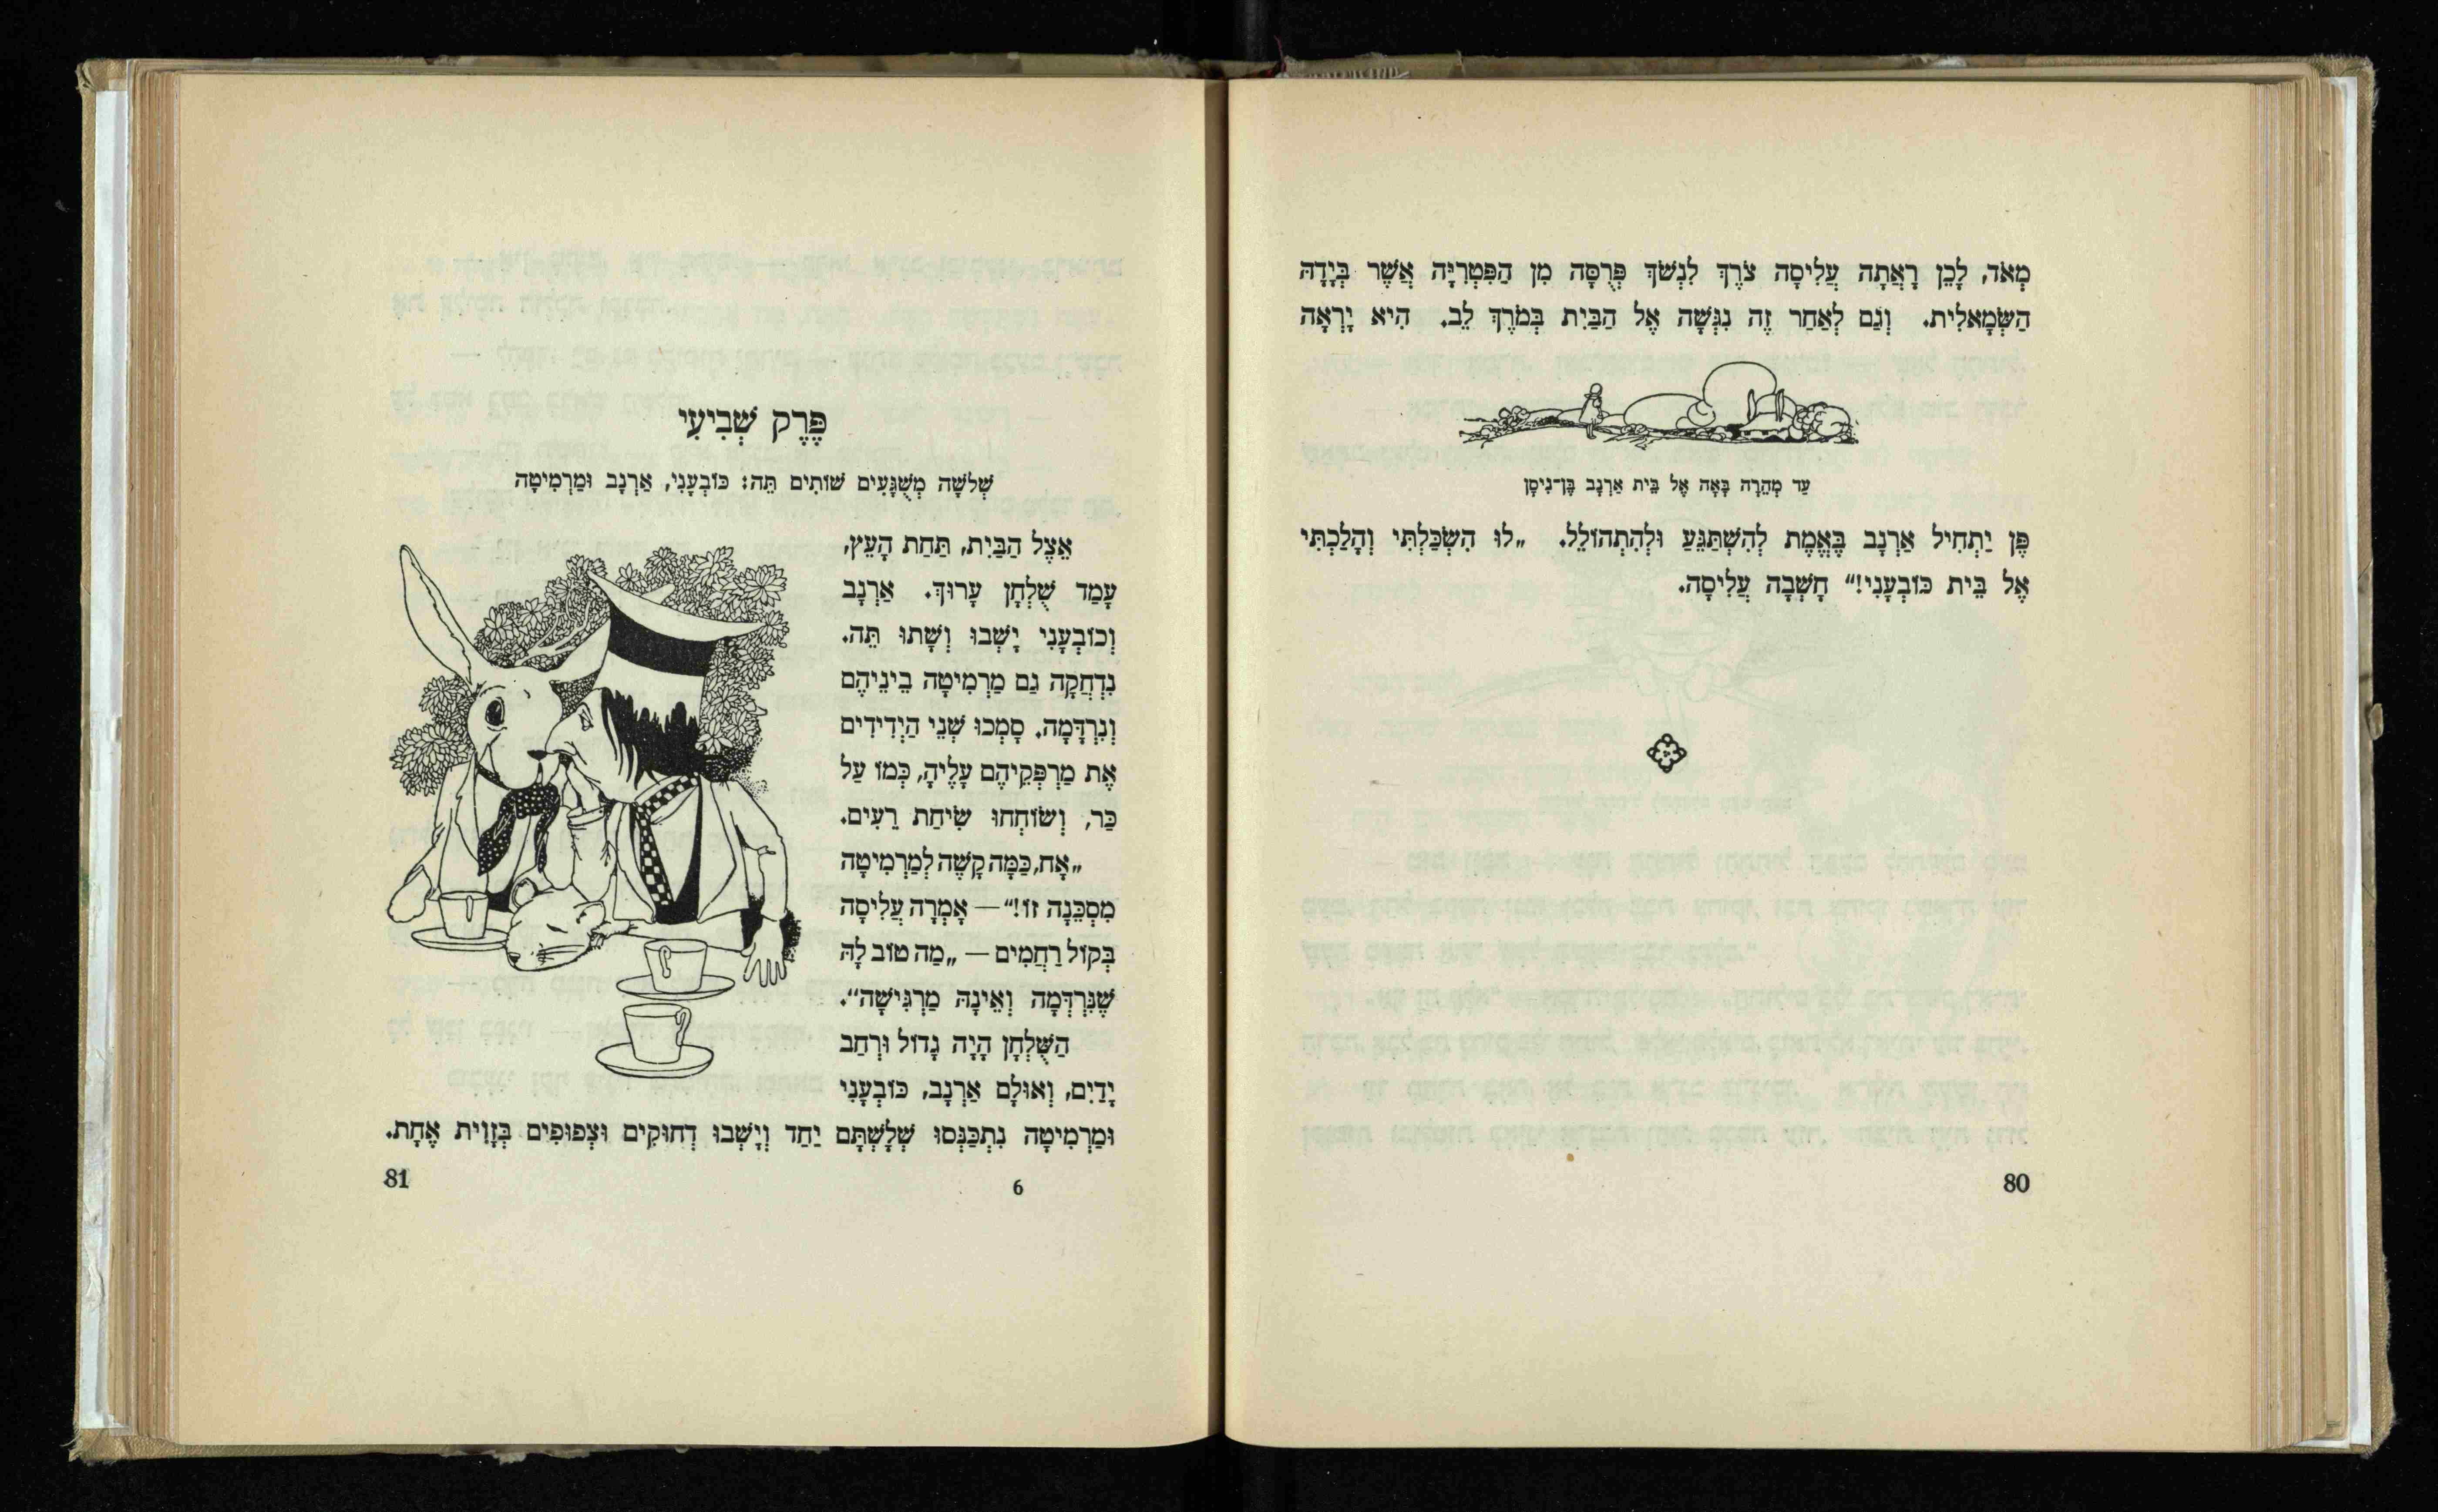 מְאֹד, לָכֵן רָאֲתָה עֲלִיסָה צֹרֶךְ לִנְשֹׁךְ פְּרֻסָּה מִן הַפִּטְרִיָּה אֲשֶׁר בְּיָדָהּ
הַשְּׂמָאלִית. וְגַם לְאַחַר זֶה נִגְּשָׁה אֶל הַבַּיִת בְּמֹרֶךְ לֵב. הִיא יָרְאָה
עַד מְהֵרָה בָּאָה אֶל בֵּית אַרְנָב בֶּן־נִיסָן
פֶּן יַתְחִיל אַרְנָב בֶּאֱמֶת לְהִשְׁתַּגֵּעַ וּלְהִתְהוֹלֵל. „לוּ הִשְׂכַּלְתִּי וְהָלַכְתִּי
אֶל בֵּית כּוֹבְעָנִי!“ חָשְׁבָה עֲלִיסָה.
80
פֶּרֶק שְׁבִיעִי
שְׁלֹשָׁה מְשֻׁגָּעִים שׁוֹתִים תֵּה: כּוֹבְעָנִי, אַרְנָב וּמַרְמִיטָה
אֵצֶל הַבַּיִת, תַּחַת הָעֵץ,
עָמַד שֻׁלְחָן עָרוּךְ. אַרְנָב
וְכוֹבְעָנִי יָשְׁבוּ וְשָׁתוּ תֵּה.
נִדְחֲקָה גַם מַרְמִיטָה בֵּינֵיהֶם
וְנִרְדָּמָה. סָמְכוּ שְׁנֵי הַיְדִידִים
אֶת מַרְפְּקֵיהֶם עָלֶיהָ, כְּמוֹ עַל
כַּר, וְשׂוֹחְחוּ שִׂיחַת רֵעִים.
„אָח, כַּמָּה קָשֶׁה לְמַרְמִיטָה
מִסְכֵּנָה זוֹ!“ — אָמְרָה עֲלִיסָה
בְּקוֹל רַחֲמִים — „מַה טּוֹב לָהּ
שֶׁנִּרְדְּמָה וְאֵינָהּ מַרְגִּישָׁה“.
הַשֻּׁלְחָן הָיָה גָדוֹל וּרְחַב
יָדַיִם, וְאוּלָם אַרְנָב, כּוֹבְעָנִי
וּמַרְמִיטָה נִתְכַּנְּסוּ שְׁלָשְׁתָּם יַחַד וְיָשְׁבוּ דְחוּקִים וּצְפוּפִים בְּזָוִית אֶחָת.
6
81